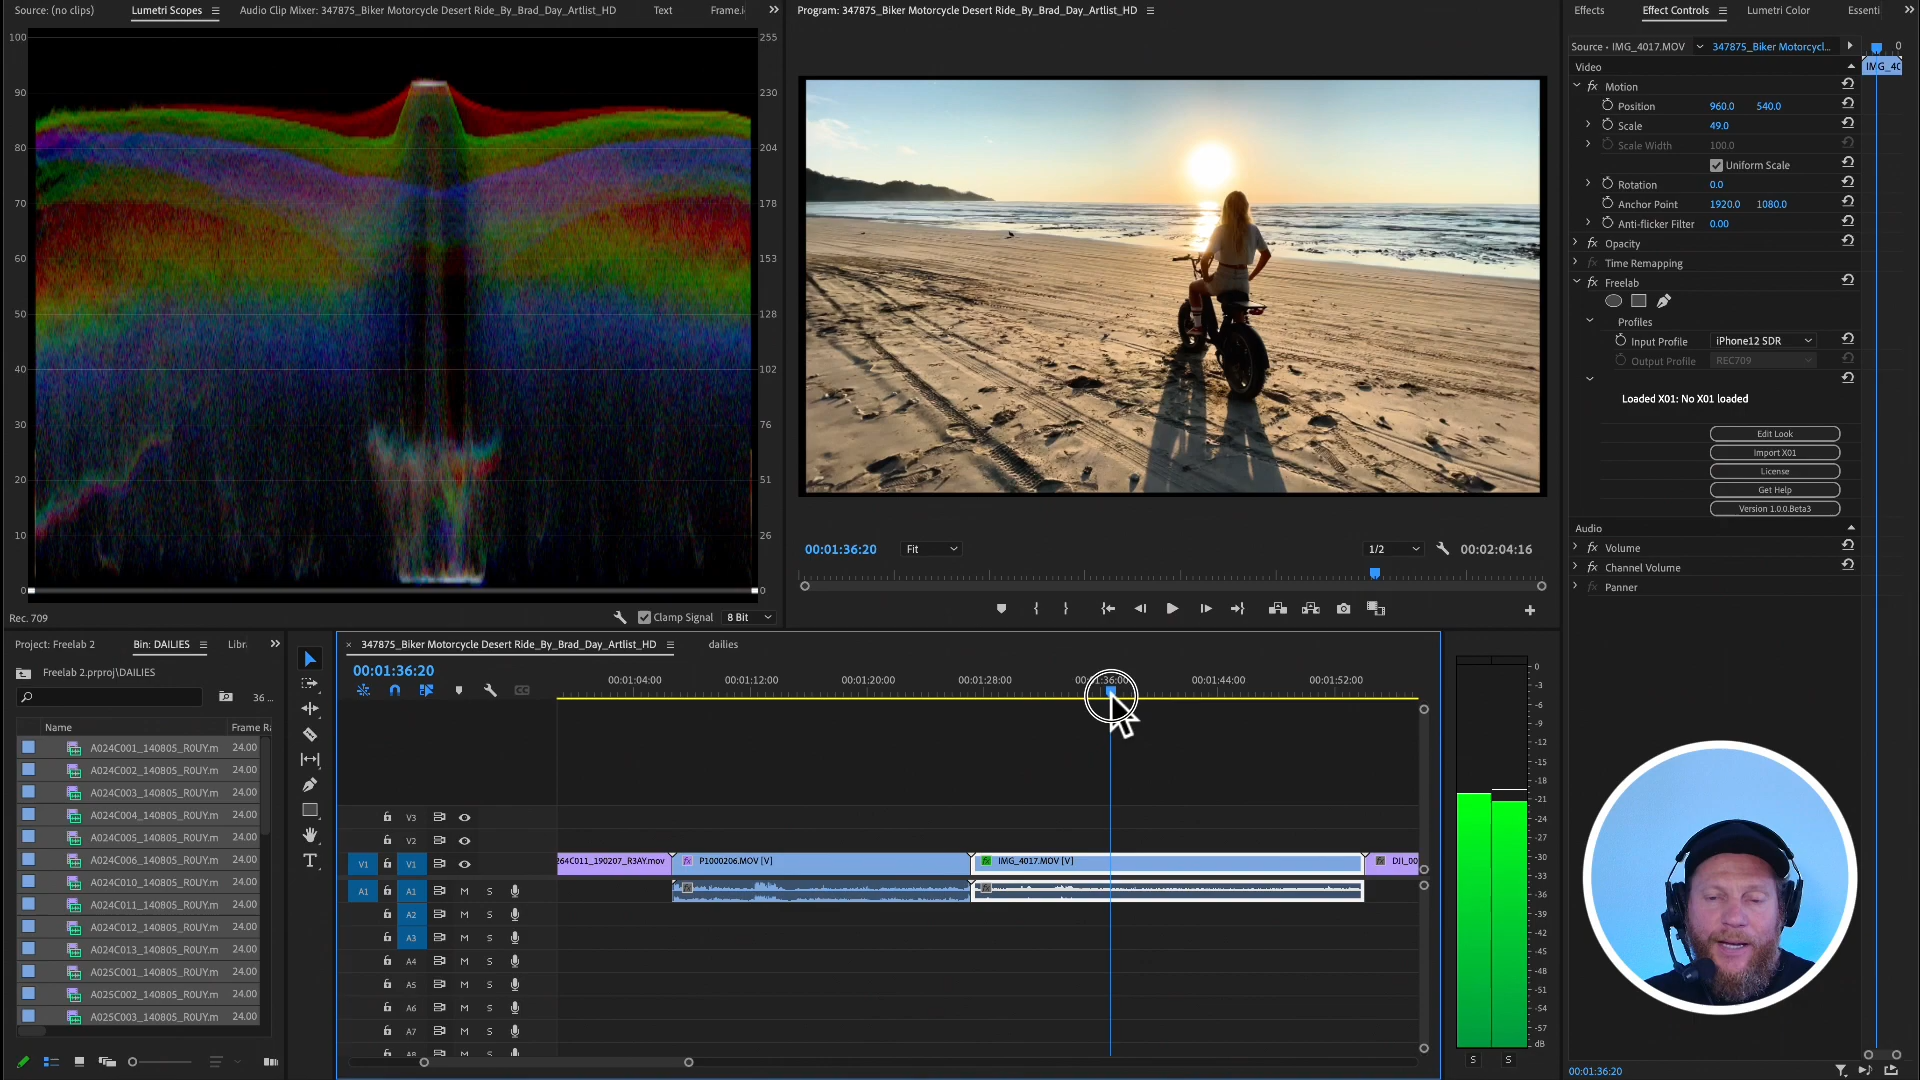 Source: (no clips)
Lumetri Scopes
Audio Clip Mixer: 347875_Biker Motorcycle Desert Ride_By_Brad_Day_Artlist_HD
Text
Frame.i
100
90
80
70
60
50
40
30
20
10
0
255
230
204
178
153
128
102
76
51
26
0
Rec. 709
Clamp Signal
8 Bit
Program: 347875_Biker Motorcycle Desert Ride_By_Brad_Day_Artlist_HD
00:01:36:20
Fit
1/2
00:02:04:16
Effects
Effect Controls
Lumetri Color
Essenti
Source • IMG_4017.MOV
347875_Biker Motorcycl...
0
IMG_40
Video
fx Motion
Position 960.0 540.0
Scale 49.0
Scale Width 100.0
Uniform Scale
Rotation 0.0
Anchor Point 1920.0 1080.0
Anti-flicker Filter 0.00
fx Opacity
fx Time Remapping
fx Freelab
Profiles
Input Profile iPhone12 SDR
Output Profile REC709
Loaded X01: No X01 loaded
Edit Look
Import X01
License
Get Help
Version 1.0.0.Beta3
Audio
fx Volume
fx Channel Volume
fx Panner
00:01:36:20
Project: Freelab 2
Bin: DAILIES
Libr
Freelab 2.prproj\DAILIES
36 ...
Name
Frame Ra
A024C001_140805_R0UY.m 24.00
A024C002_140805_R0UY.m 24.00
A024C003_140805_R0UY.m 24.00
A024C004_140805_R0UY.m 24.00
A024C005_140805_R0UY.m 24.00
A024C006_140805_R0UY.m 24.00
A024C010_140805_R0UY.m 24.00
A024C011_140805_R0UY.m 24.00
A024C012_140805_R0UY.m 24.00
A024C013_140805_R0UY.m 24.00
A025C001_140805_R0UY.m 24.00
A025C002_140805_R0UY.m 24.00
A025C003_140805_R0UY.m 24.00
347875_Biker Motorcycle Desert Ride_By_Brad_Day_Artlist_HD
dailies
00:01:36:20
00:01:04:00
00:01:12:00
00:01:20:00
00:01:28:00
00:01:36:00
00:01:44:00
00:01:52:00
V3
V2
V1 V1
264C011_190207_R3AY.mov
fx P1000206.MOV [V]
fx IMG_4017.MOV [V]
fx DJI_00
A1 A1 M S
A2 M S
A3 M S
A4 M S
A5 M S
A6 M S
A7 M S
A8 M S
0
-3
-6
-9
-12
-15
-18
-21
-24
-27
-30
-33
-36
-39
-42
-45
-48
-51
-54
-57
dB
S S